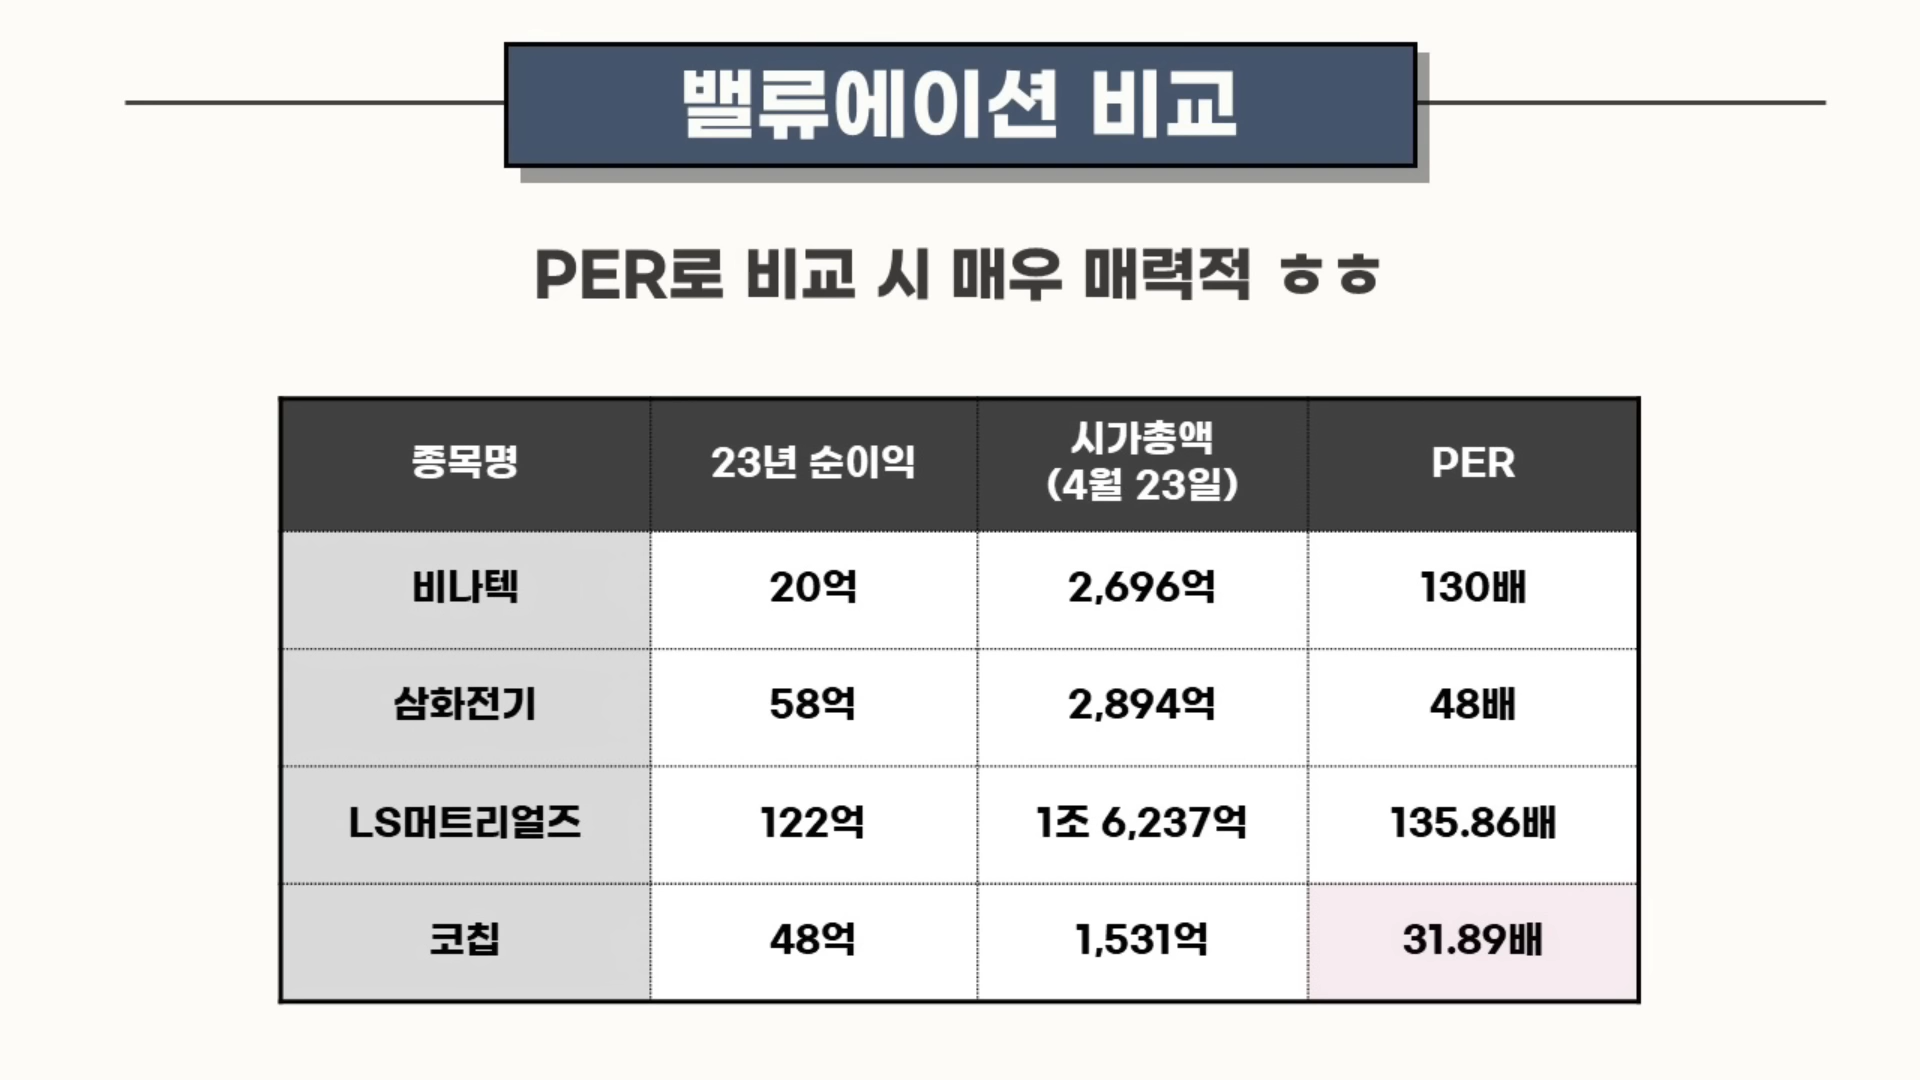 밸류에이션 비교
PER로 비교 시 매우 매력적 ㅎㅎ
종목명 23년 순이익 시가총액 (4월 23일) PER
비나텍 20억 2,696억 130배
삼화전기 58억 2,894억 48배
LS머트리얼즈 122억 1조 6,237억 135.86배
코칩 48억 1,531억 31.89배